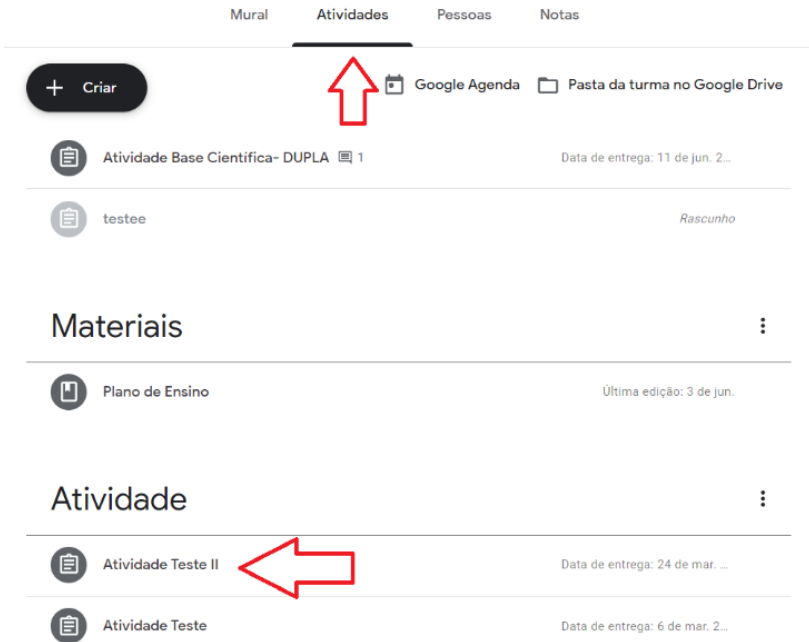 Mural Atividades Pessoas Notas
+ Criar Google Agenda Pasta da turma no Google Drive
Atividade Base Científica- DUPLA 1 Data de entrega: 11 de jun. 2...
testee Rascunho
Materiais
Plano de Ensino Última edição: 3 de jun.
Atividade
Atividade Teste II Data de entrega: 24 de mar. ...
Atividade Teste Data de entrega: 6 de mar. 2...